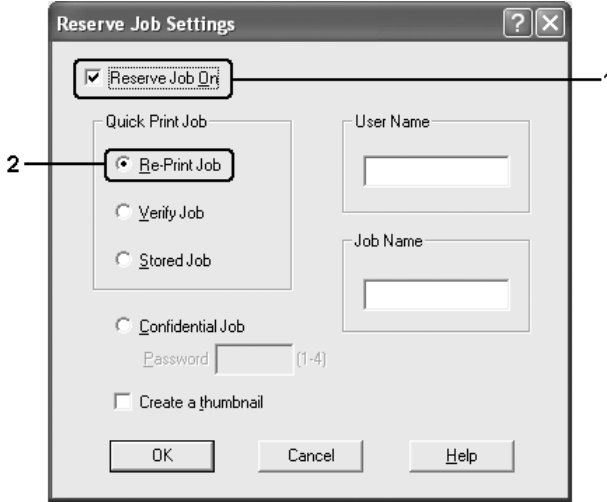 Reserve Job Settings
Reserve Job On
1
Quick Print Job
User Name
2
Re-Print Job
Verify Job
Job Name
Stored Job
Confidential Job
Password (1-4)
Create a thumbnail
OK Cancel Help